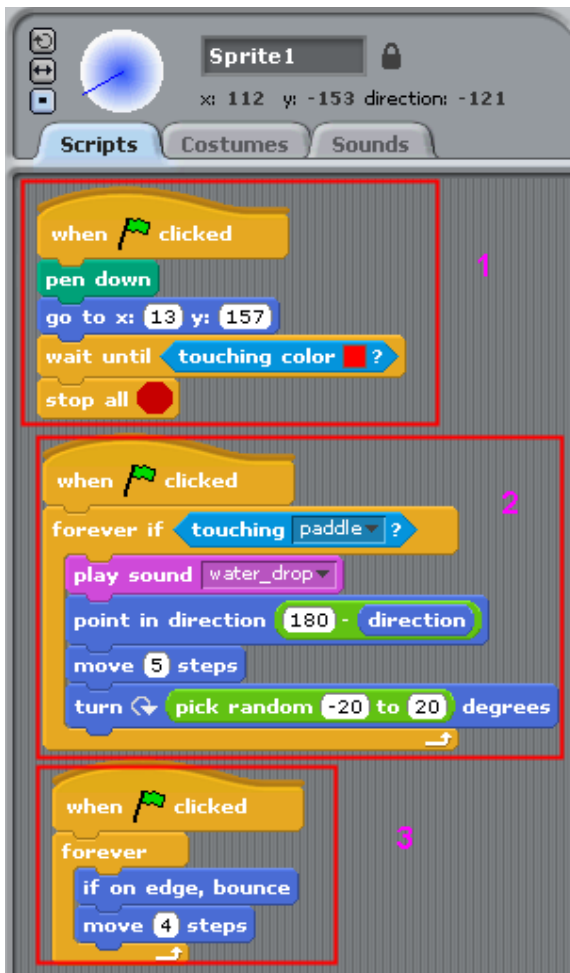 Sprite1
x: 112 y: -153 direction: -121
Scripts Costumes Sounds
when clicked
pen down
go to x: 13 y: 157
wait until touching color ?
stop all
1
when clicked
forever if touching paddle ?
play sound water_drop
point in direction 180 - direction
move 5 steps
turn pick random -20 to 20 degrees
2
when clicked
forever
if on edge, bounce
move 4 steps
3